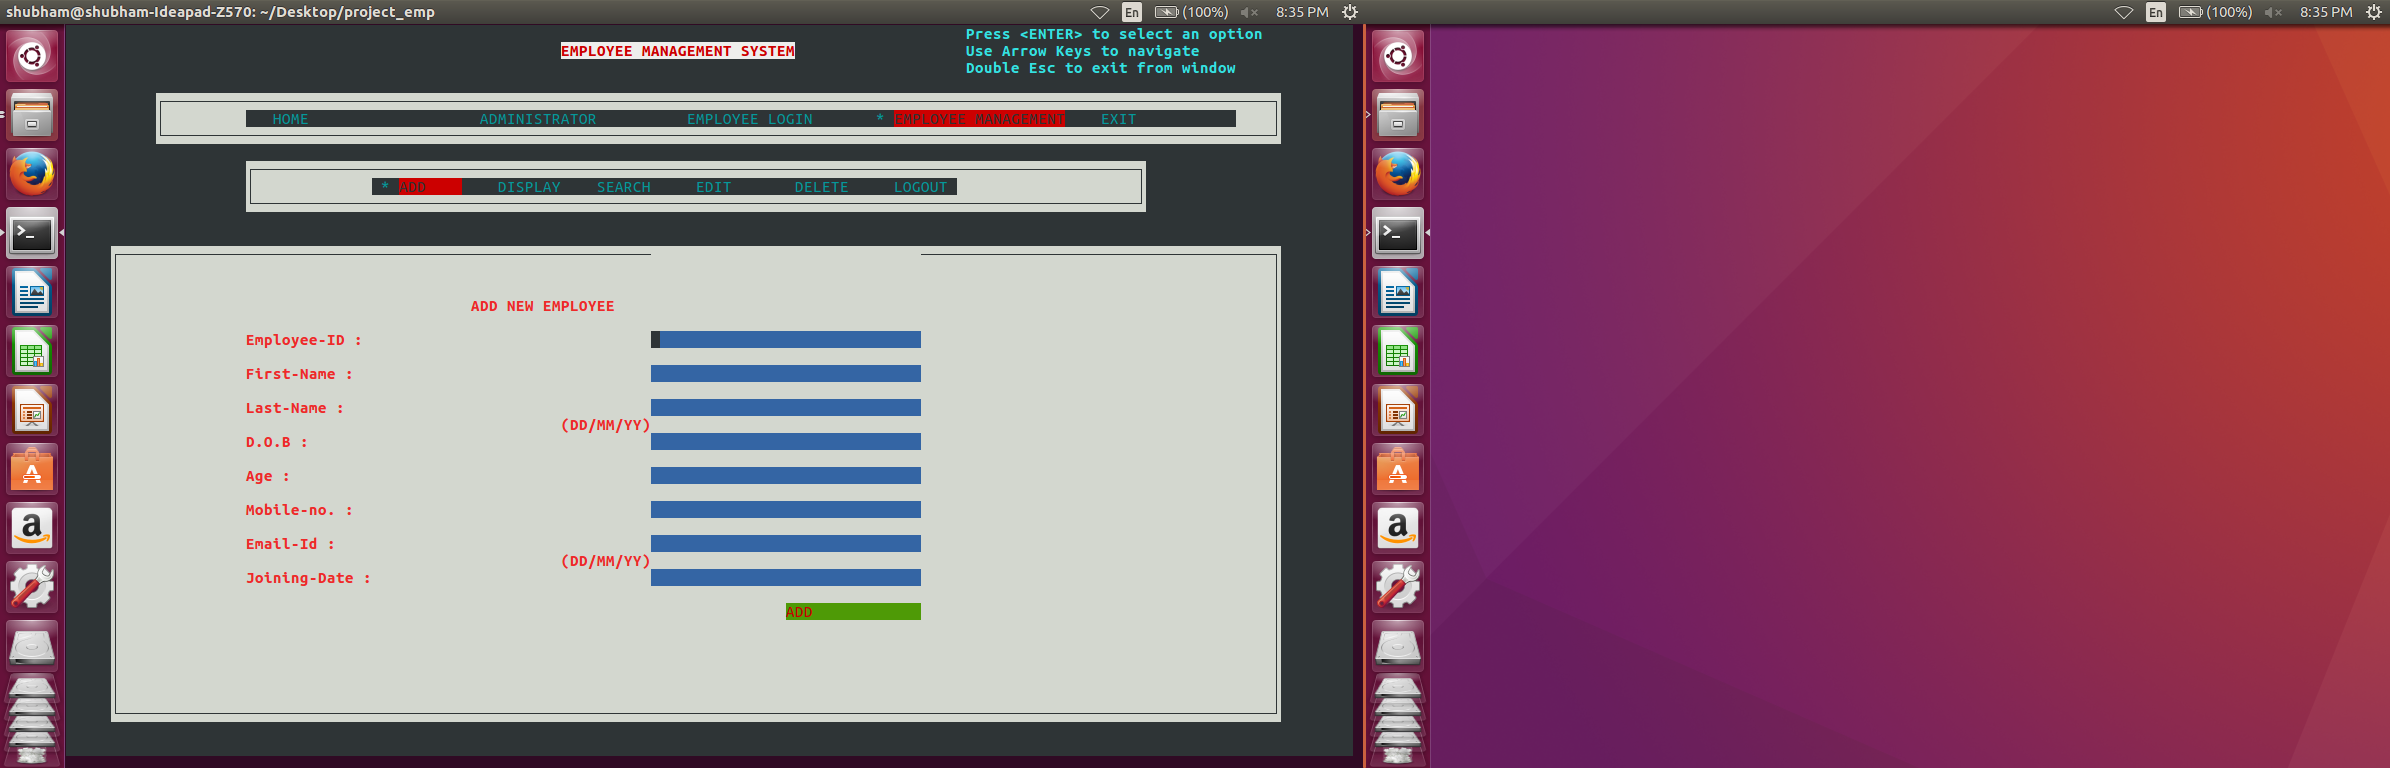 shubham@shubham-Ideapad-Z570: ~/Desktop/project_emp
En (100%) 8:35 PM
En (100%) 8:35 PM
Press <ENTER> to select an option
EMPLOYEE MANAGEMENT SYSTEM
Use Arrow Keys to navigate
Double Esc to exit from window
HOME ADMINISTRATOR EMPLOYEE LOGIN * EMPLOYEE MANAGEMENT EXIT
* ADD DISPLAY SEARCH EDIT DELETE LOGOUT
ADD NEW EMPLOYEE
Employee-ID :
First-Name :
Last-Name :
(DD/MM/YY)
D.O.B :
Age :
Mobile-no. :
Email-Id :
(DD/MM/YY)
Joining-Date :
ADD